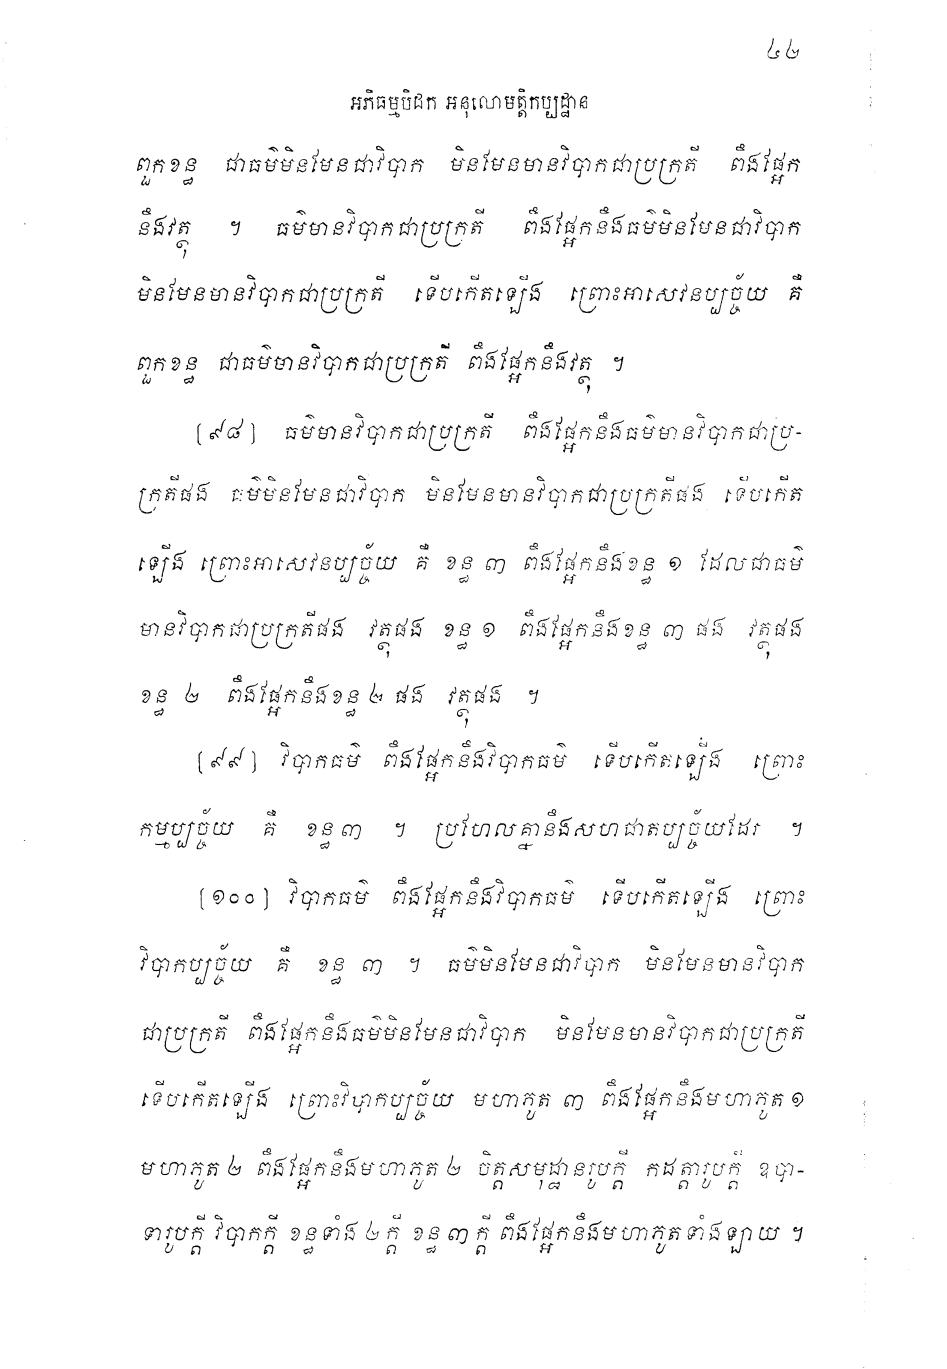 ៤២
អភិធម្មបិដក អនុលោមត្តិកប្បដ្ឋាន
ពួកខន្ធ ជាធម៌មិនមែនជាវិបាក មិនមែនមានវិបាកជាប្រក្រតី ពឹងផ្អែក
នឹងវត្ថុ ។ ធម៌មានវិបាកជាប្រក្រតី ពឹងផ្អែកនឹងធម៌មិនមែនជាវិបាក
មិនមែនមានវិបាកជាប្រក្រតី ទើបកើតឡើង ព្រោះអាសេវនប្បច្ច័យ គឺ
ពួកខន្ធ ជាធម៌មានវិបាកជាប្រក្រតី ពឹងផ្អែកនឹងវត្ថុ ។
[៩៨] ធម៌មានវិបាកជាប្រក្រតី ពឹងផ្អែកនឹងធម៌មានវិបាកជាប្រ-
ក្រតីផង ធម៌មិនមែនជាវិបាក មិនមែនមានវិបាកជាប្រក្រតីផង ទើបកើត
ឡើង ព្រោះអាសេវនប្បច្ច័យ គឺ ខន្ធ ៣ ពឹងផ្អែកនឹងខន្ធ ១ ដែលជាធម៌
មានវិបាកជាប្រក្រតីផង វត្ថុផង ខន្ធ ១ ពឹងផ្អែកនឹងខន្ធ ៣ ផង វត្ថុផង
ខន្ធ ២ ពឹងផ្អែកនឹងខន្ធ ២ ផង វត្ថុផង ។
[៩៩] វិបាកធម៌ ពឹងផ្អែកនឹងវិបាកធម៌ ទើបកើតឡើង ព្រោះ
កម្មប្បច្ច័យ គឺ ខន្ធ ៣ ។ ប្រហែលគ្នានឹងសហជាតប្បច្ច័យដែរ ។
[១០០] វិបាកធម៌ ពឹងផ្អែកនឹងវិបាកធម៌ ទើបកើតឡើង ព្រោះ
វិបាកប្បច្ច័យ គឺ ខន្ធ ៣ ។ ធម៌មិនមែនជាវិបាក មិនមែនមានវិបាក
ជាប្រក្រតី ពឹងផ្អែកនឹងធម៌មិនមែនជាវិបាក មិនមែនមានវិបាកជាប្រក្រតី
ទើបកើតឡើង ព្រោះវិបាកប្បច្ច័យ មហាភូត ៣ ពឹងផ្អែកនឹងមហាភូត ១
មហាភូត ២ ពឹងផ្អែកនឹងមហាភូត ២ ចិត្តសមុដ្ឋានរូបក្តី កដត្តារូបក្តី ឧបា-
ទារូបក្តី វិបាកក្តី ខន្ធទាំង ២ ក្តី ខន្ធ ៣ ក្តី ពឹងផ្អែកនឹងមហាភូតទាំងឡាយ ។